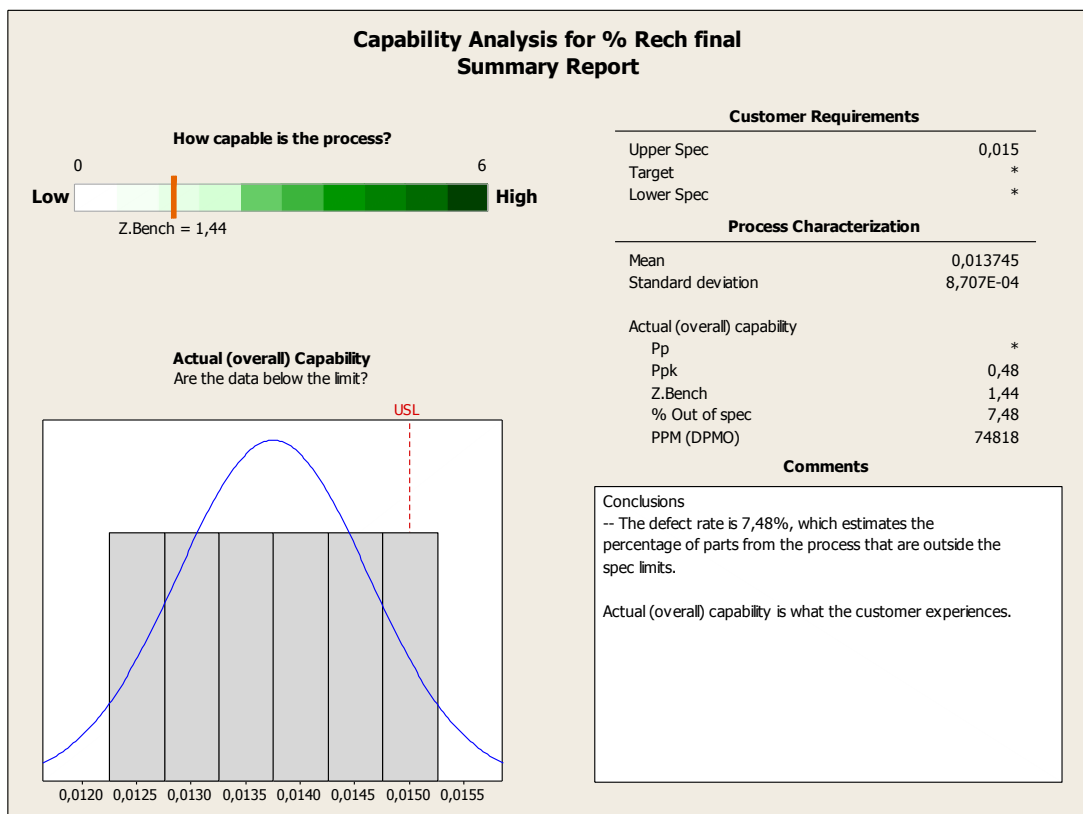 Capability Analysis for % Rech final
Summary Report
How capable is the process?
0 6
Low High
Z.Bench = 1,44
Customer Requirements
Upper Spec 0,015
Target *
Lower Spec *
Process Characterization
Mean 0,013745
Standard deviation 8,707E-04
Actual (overall) capability
Pp *
Ppk 0,48
Z.Bench 1,44
% Out of spec 7,48
PPM (DPMO) 74818
Actual (overall) Capability
Are the data below the limit?
USL
0,0120 0,0125 0,0130 0,0135 0,0140 0,0145 0,0150 0,0155
Comments
Conclusions
-- The defect rate is 7,48%, which estimates the
percentage of parts from the process that are outside the
spec limits.
Actual (overall) capability is what the customer experiences.